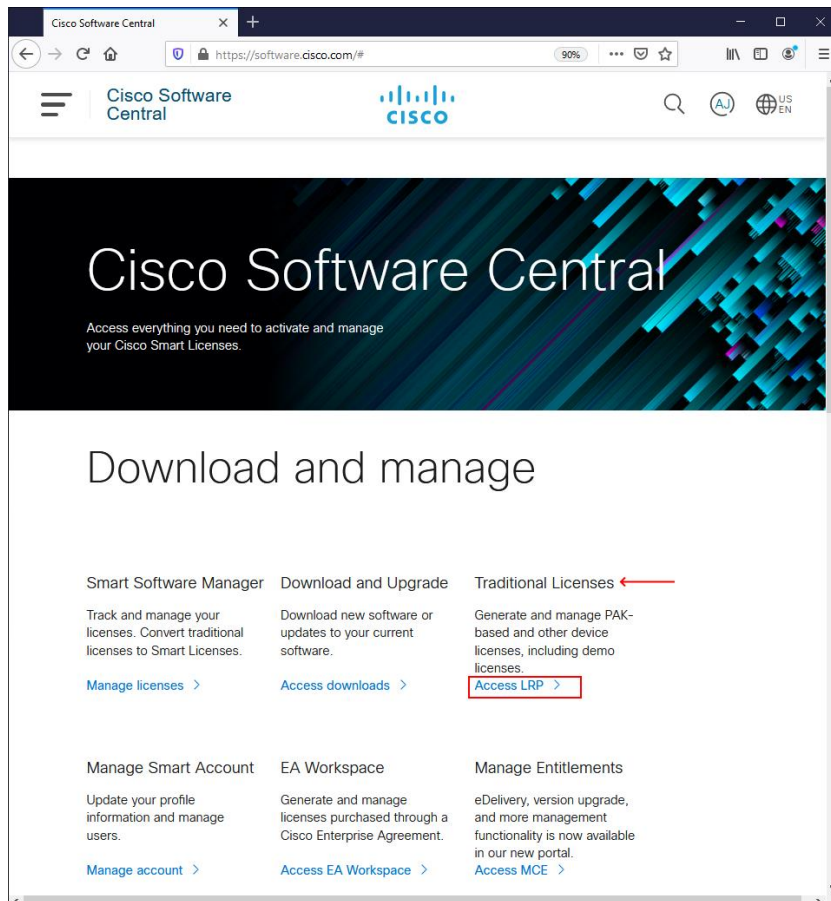 Cisco Software Central
https://software.cisco.com/#
90%
Cisco Software
Central
CISCO
AJ
US
EN
Cisco Software Central
Access everything you need to activate and manage
your Cisco Smart Licenses.
Download and manage
Smart Software Manager
Track and manage your
licenses. Convert traditional
licenses to Smart Licenses.
Manage licenses
Download and Upgrade
Download new software or
updates to your current
software.
Access downloads
Traditional Licenses
Generate and manage PAK-
based and other device
licenses, including demo
licenses.
Access LRP
Manage Smart Account
Update your profile
information and manage
users.
Manage account
EA Workspace
Generate and manage
licenses purchased through a
Cisco Enterprise Agreement.
Access EA Workspace
Manage Entitlements
eDelivery, version upgrade,
and more management
functionality is now available
in our new portal.
Access MCE